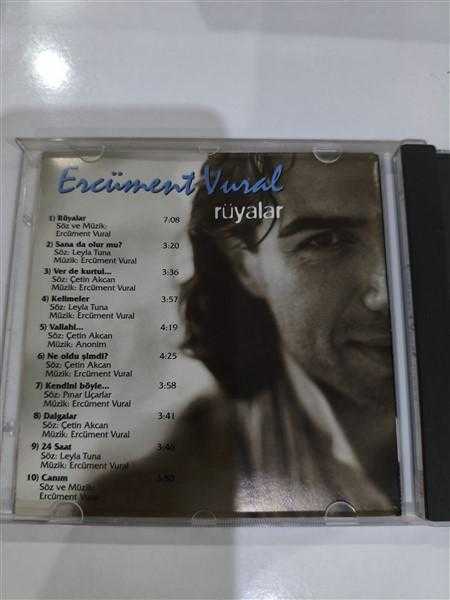 Ercüment Vural
rüyalar
1) Rüyalar 7:08
Söz ve Müzik:
Ercüment Vural
2) Sana da olur mu? 3:20
Söz: Leyla Tuna
Müzik: Ercüment Vural
3) Ver de kurtul... 3:36
Söz: Çetin Akcan
Müzik: Ercüment Vural
4) Kelimeler 3:57
Söz: Leyla Tuna
Müzik: Ercüment Vural
5) Vallahi... 4:19
Söz: Çetin Akcan
Müzik: Anonim
6) Ne oldu şimdi? 4:25
Söz: Çetin Akcan
Müzik: Ercüment Vural
7) Kendini böyle... 3:58
Söz: Pınar Uçarlar
Müzik: Ercüment Vural
8) Dalgalar 3:41
Söz: Çetin Akcan
Müzik: Ercüment Vural
9) 24 Saat
Söz: Leyla Tuna
Müzik: Ercüment Vural
10) Canım
Söz ve Müzik:
Ercüment Vural